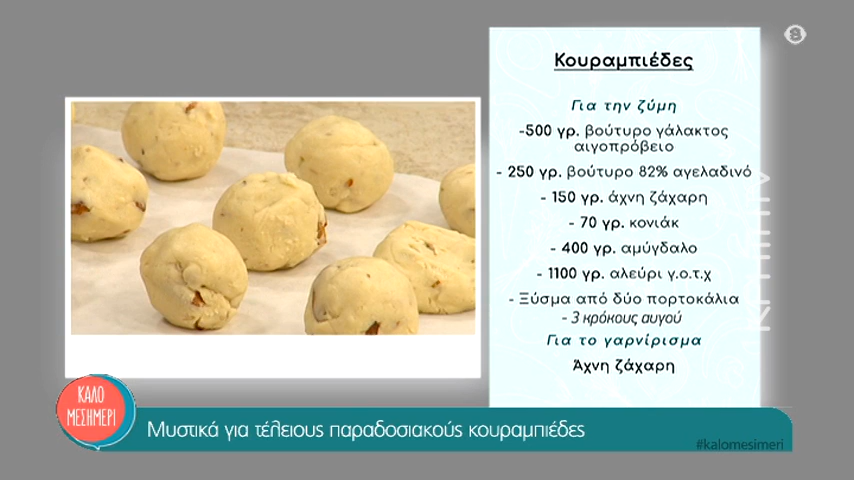 8
Κουραμπιέδες
Για την ζύμη
-500 γρ. βούτυρο γάλακτος
αιγοπρόβειο
- 250 γρ. βούτυρο 82% αγελαδινό
- 150 γρ. άχνη ζάχαρη
- 70 γρ. κονιάκ
- 400 γρ. αμύγδαλο
- 1100 γρ. αλεύρι γ.ο.τ.χ
- Ξύσμα από δύο πορτοκάλια
- 3 κρόκους αυγού
Για το γαρνίρισμα
Άχνη ζάχαρη
ΚΑΛΟ
ΜΕΣΗΜΕΡΙ
Μυστικά για τέλειους παραδοσιακούς κουραμπιέδες
#kalomesimeri